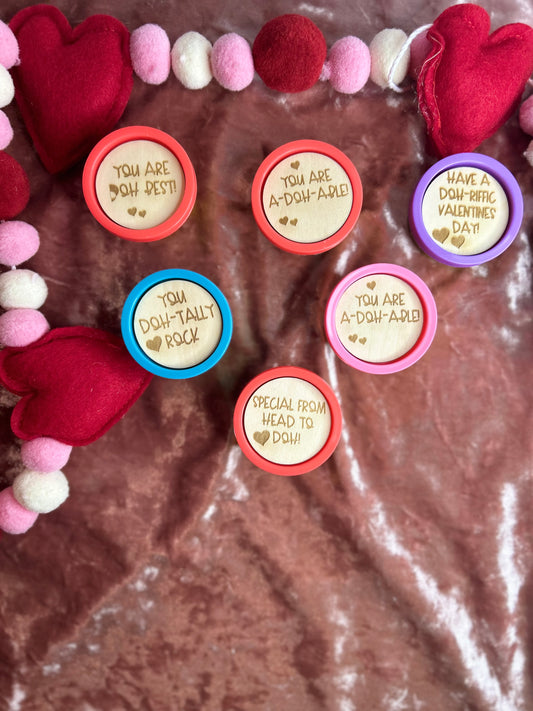 YOU ARE
DOH BEST!
YOU ARE
A-DOH-ABLE!
HAVE A
DOH-RIFFIC
VALENTINES
DAY!
YOU
DOH-TALLY
ROCK
YOU ARE
A-DOH-ABLE!
SPECIAL FROM
HEAD TO
DOH!